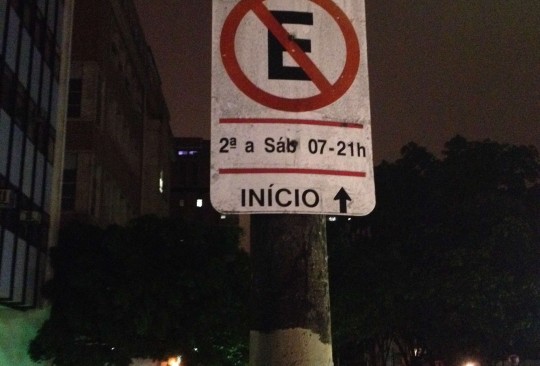 E
2ª a Sáb 07-21h
INÍCIO ↑